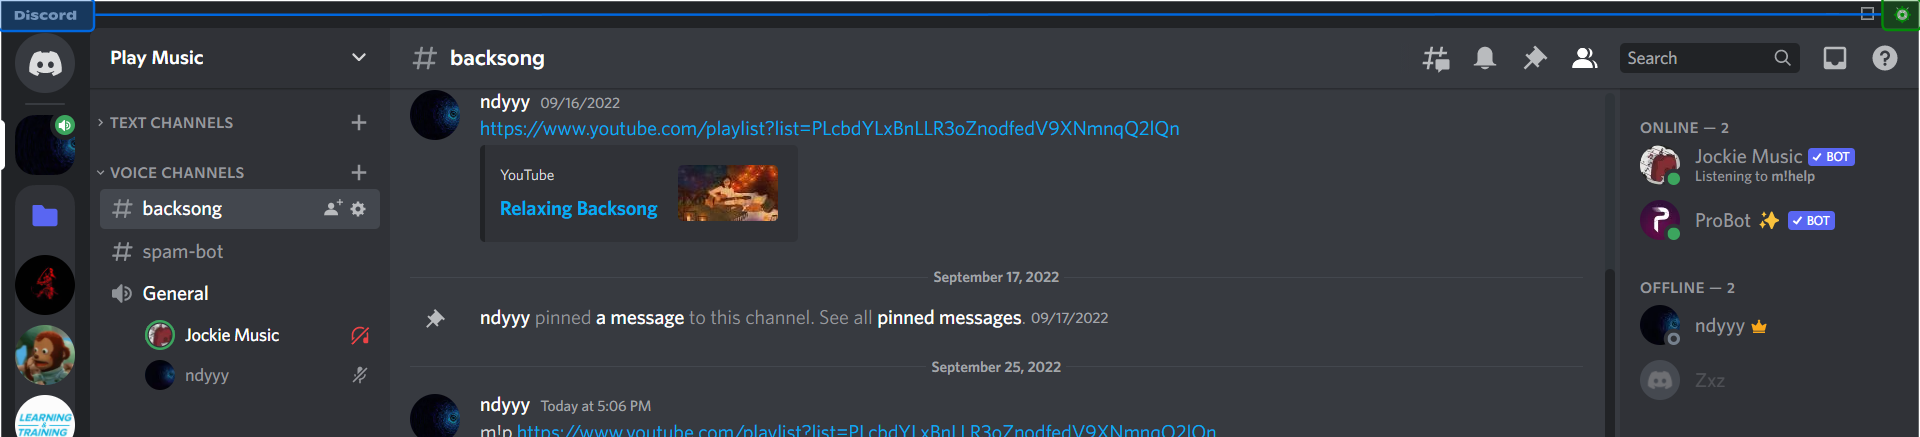 Discord
Play Music
backsong
Search
TEXT CHANNELS
VOICE CHANNELS
backsong
spam-bot
General
Jockie Music
ndyyy
LEARNING
&
TRAINING
ndyyy 09/16/2022
https://www.youtube.com/playlist?list=PLcbdYLxBnLLR3oZnodfedV9XNmnqQ2lQn
YouTube
Relaxing Backsong
September 17, 2022
ndyyy pinned a message to this channel. See all pinned messages. 09/17/2022
September 25, 2022
ndyyy Today at 5:06 PM
m!p https://www.youtube.com/playlist?list=PLcbdYLxBnLLR3oZnodfedV9XNmnqQ2lQn
ONLINE — 2
Jockie Music BOT
Listening to m!help
ProBot ✨ BOT
OFFLINE — 2
ndyyy
Zxz